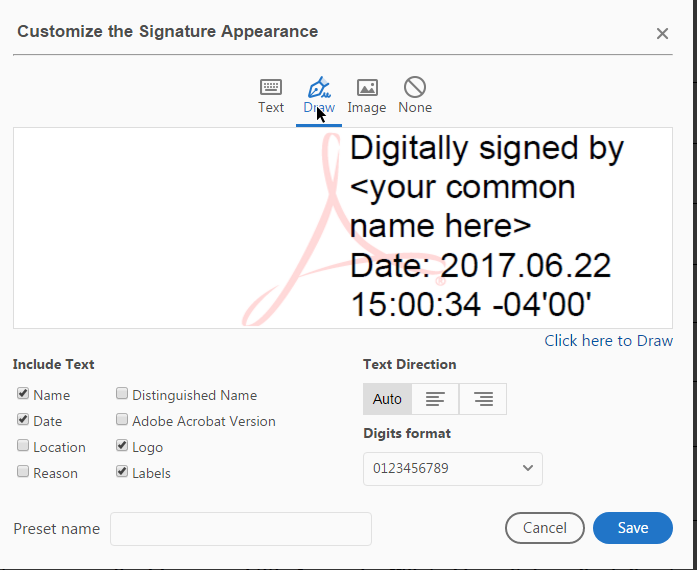 Customize the Signature Appearance
Text Draw Image None
Digitally signed by
<your common
name here>
Date: 2017.06.22
15:00:34 -04'00'
®
Click here to Draw
Include Text
Name
Distinguished Name
Date
Adobe Acrobat Version
Location
Logo
Reason
Labels
Text Direction
Auto
Digits format
0123456789
Preset name
Cancel
Save